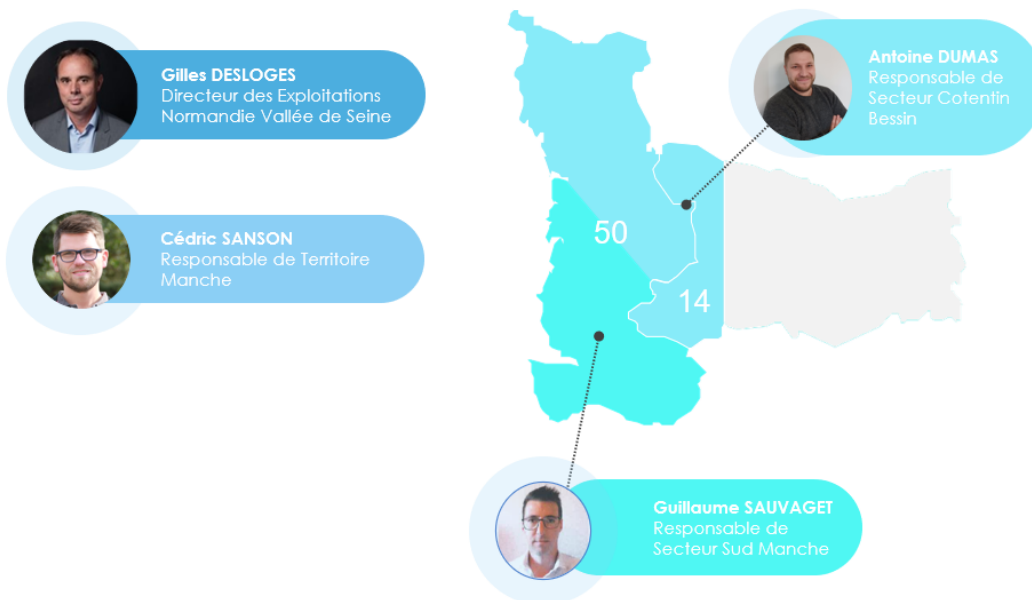 Gilles DESLOGES
Directeur des Exploitations
Normandie Vallée de Seine
Antoine DUMAS
Responsable de
Secteur Cotentin
Bessin
Cédric SANSON
Responsable de Territoire
Manche
50
14
Guillaume SAUVAGET
Responsable de
Secteur Sud Manche